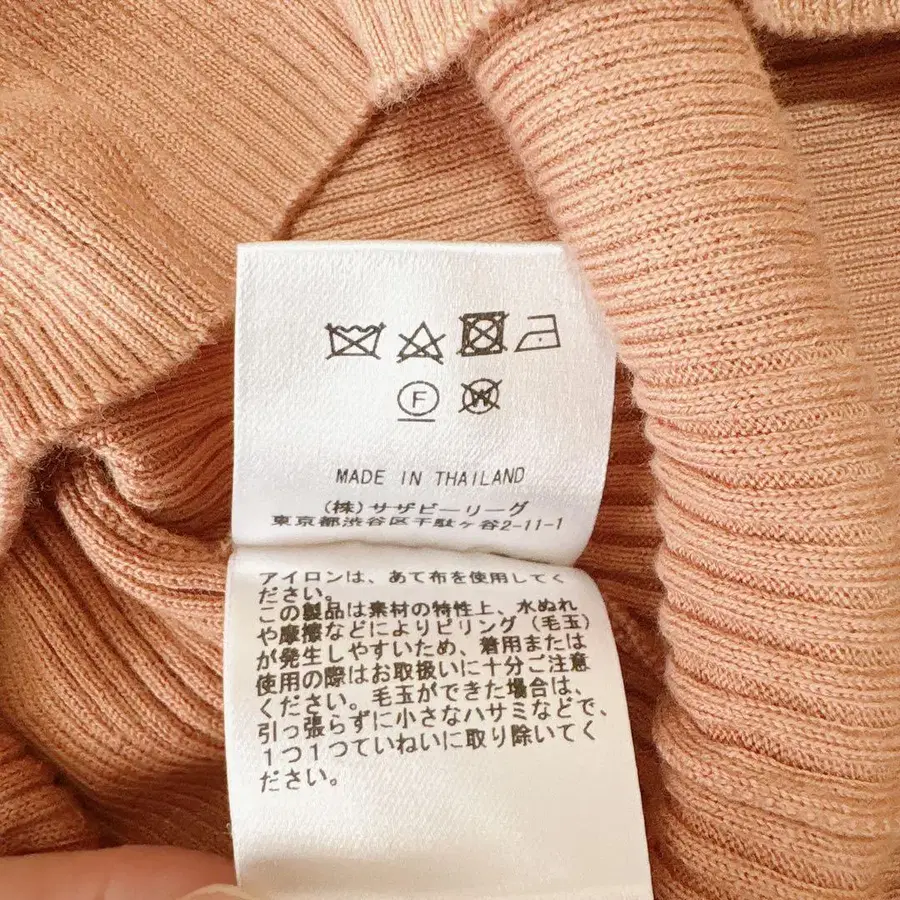 F
W
MADE IN THAILAND
(株)サザビーリーグ
東京都渋谷区千駄ヶ谷2-11-1
アイロンは、あて布を使用してく
ださい。
この製品は素材の特性上、水ぬれ
や摩擦などによりピリング(毛玉)
が発生しやすいため、着用または
使用の際はお取扱いに十分ご注意
ください。毛玉ができた場合は、
引っ張らずに小さなハサミなどで、
1つ1つていねいに取り除いてく
ださい。